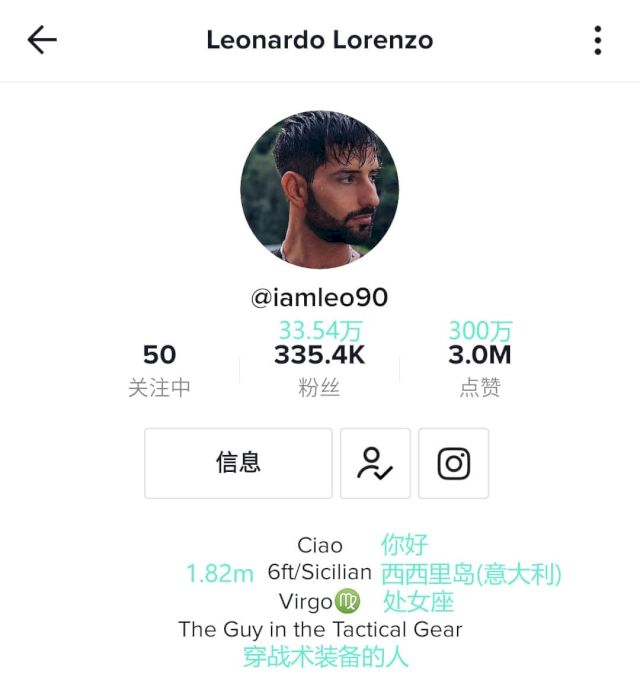 Leonardo Lorenzo
@iamleo90
33.54万 300万
50 335.4K 3.0M
关注中 粉丝 点赞
信息
Ciao 你好
1.82m 6ft/Sicilian 西西里岛(意大利)
Virgo♍ 处女座
The Guy in the Tactical Gear
穿战术装备的人